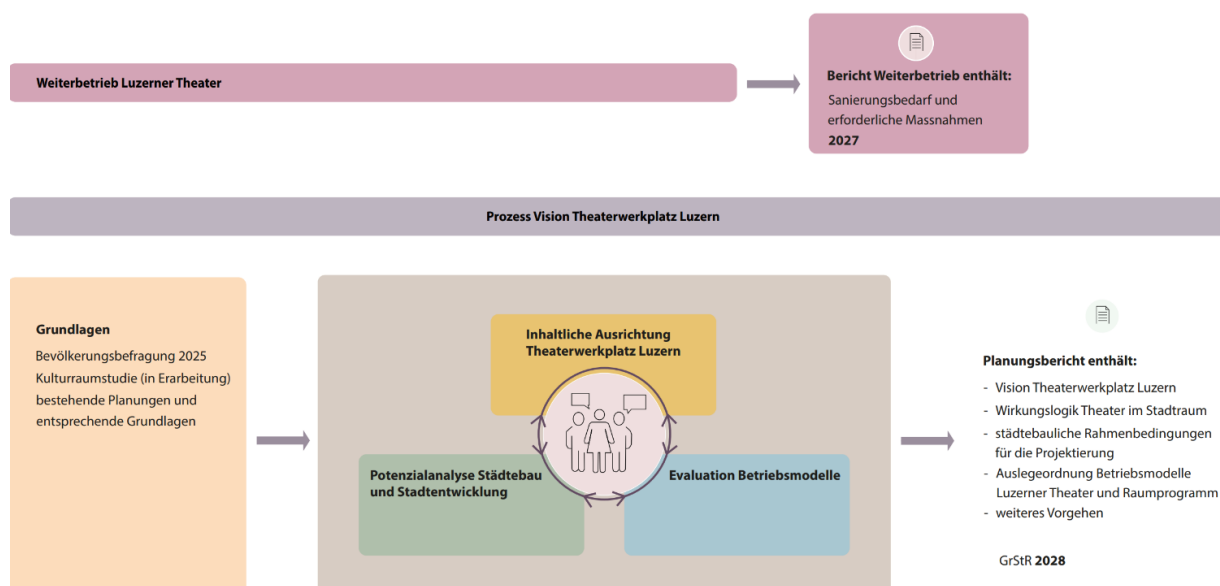 Weiterbetrieb Luzerner Theater
Bericht Weiterbetrieb enthält:
Sanierungsbedarf und
erforderliche Massnahmen
2027
Prozess Vision Theaterwerkplatz Luzern
Grundlagen
Bevölkerungsbefragung 2025
Kulturraumstudie (in Erarbeitung)
bestehende Planungen und
entsprechende Grundlagen
Inhaltliche Ausrichtung
Theaterwerkplatz Luzern
Potenzialanalyse Städtebau
und Stadtentwicklung
Evaluation Betriebsmodelle
Planungsbericht enthält:
- Vision Theaterwerkplatz Luzern
- Wirkungslogik Theater im Stadtraum
- städtebauliche Rahmenbedingungen
für die Projektierung
- Auslegeordnung Betriebsmodelle
Luzerner Theater und Raumprogramm
- weiteres Vorgehen
GrStR 2028